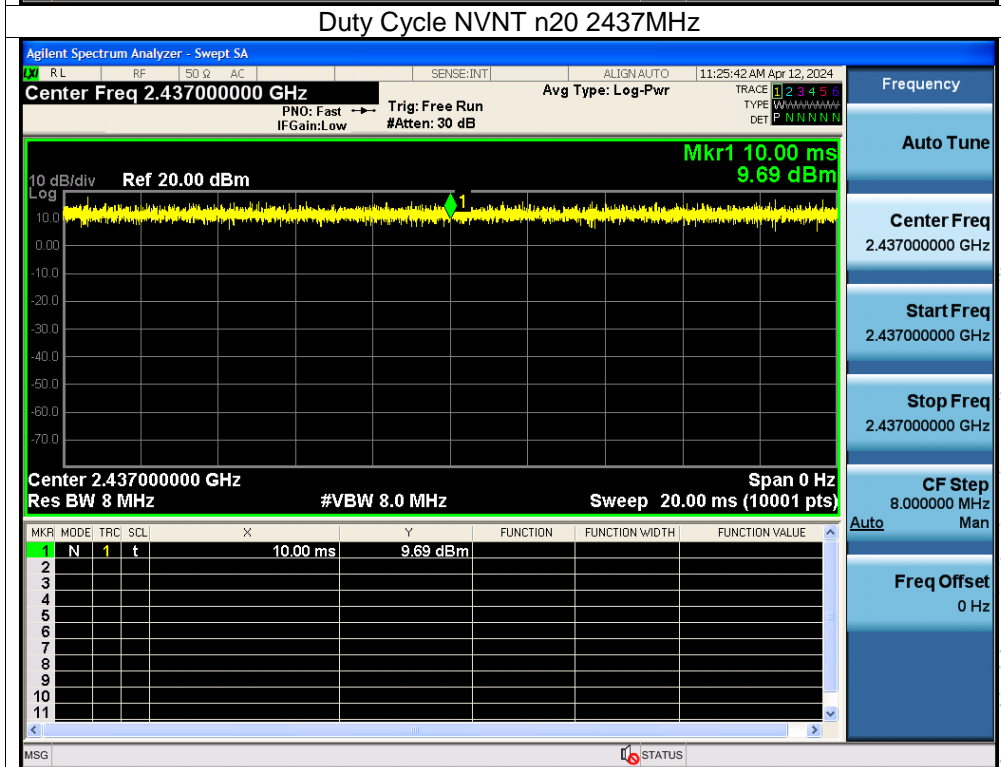 Duty Cycle NVNT n20 2437MHz
Agilent Spectrum Analyzer - Swept SA
LXI RL RF 50 Ω AC SENSE:INT ALIGN AUTO 11:25:42 AM Apr 12, 2024
Center Freq 2.437000000 GHz Avg Type: Log-Pwr TRACE 1 2 3 4 5 6
PNO: Fast Trig: Free Run TYPE WWWWWWW
IFGain:Low #Atten: 30 dB DET P N N N N N
Mkr1 10.00 ms
9.69 dBm
10 dB/div Ref 20.00 dBm
Log
1
10.0
0.00
-10.0
-20.0
-30.0
-40.0
-50.0
-60.0
-70.0
Center 2.437000000 GHz Span 0 Hz
Res BW 8 MHz #VBW 8.0 MHz Sweep 20.00 ms (10001 pts)
MKR MODE TRC SCL X Y FUNCTION FUNCTION WIDTH FUNCTION VALUE
1 N 1 t 10.00 ms 9.69 dBm
2
3
4
5
6
7
8
9
10
11
MSG STATUS
Frequency
Auto Tune
Center Freq
2.437000000 GHz
Start Freq
2.437000000 GHz
Stop Freq
2.437000000 GHz
CF Step
8.000000 MHz
Auto Man
Freq Offset
0 Hz